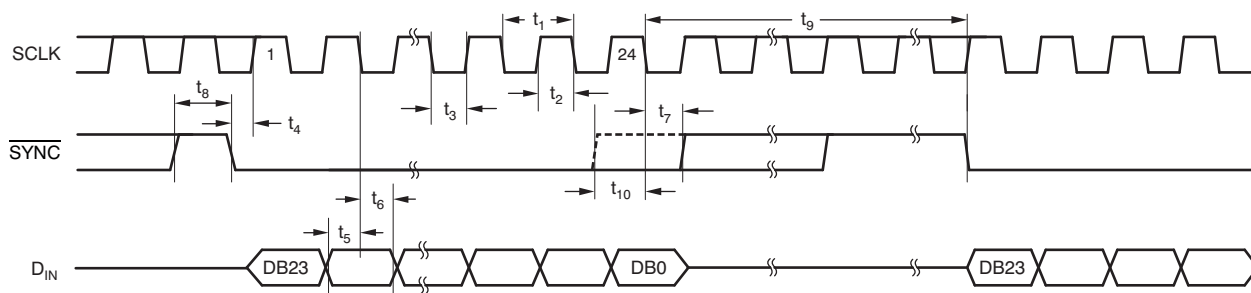 t1
t9
SCLK
1
24
t8
t4
t3
t2
t7
SYNC
t10
t6
t5
DIN
DB23
DB0
DB23